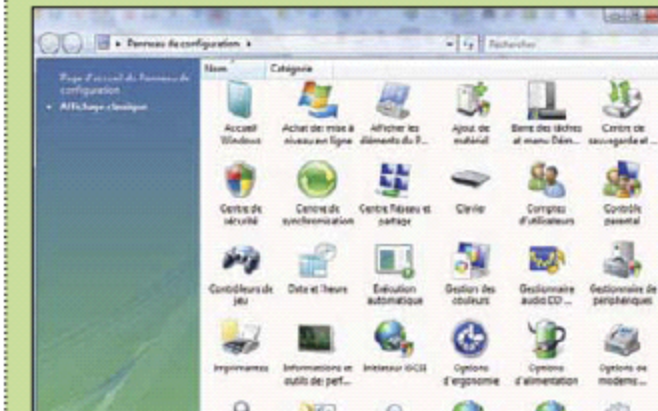 Panneau de configuration
Rechercher
Page d'accueil du Panneau de
configuration
Affichage classique
Nom Catégorie
Accueil Windows
Achat de: mise à niveau en ligne
Afficher les éléments du P...
Ajout de matériel
Barre des tâches et menu Dém...
Centre de sauvegarde et ...
Centre de sécurité
Centre de synchronisation
Centre Réseau et partage
Clavier
Comptes d'utilisateurs
Contrôle parental
Contrôleurs de jeu
Date et heure
Exécution automatique
Gestion des couleurs
Gestionnaire audio ...
Gestionnaire de périphériques
Imprimantes
Informations et outils de: perf...
Initiateur iSCSI
Options d'ergonomie
Options d'alimentation
Options de modems ...